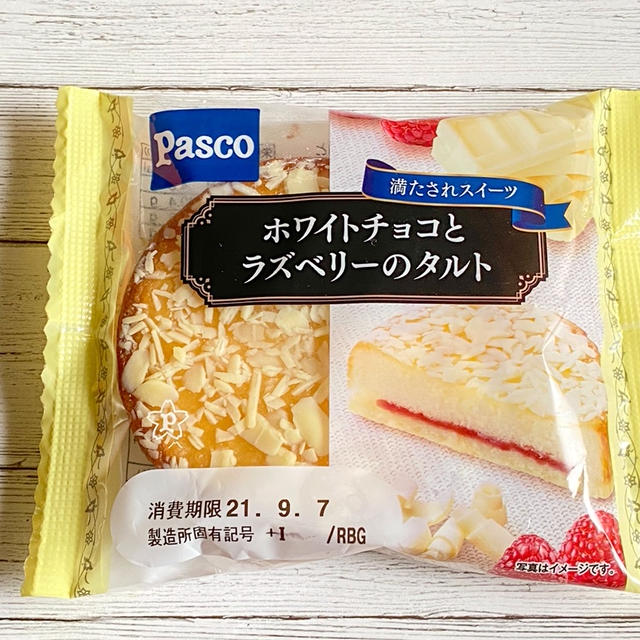 Pasco
満たされスイーツ
ホワイトチョコと
ラズベリーのタルト
消費期限 21. 9. 7
製造所固有記号 +I /RBG
写真はイメージです。